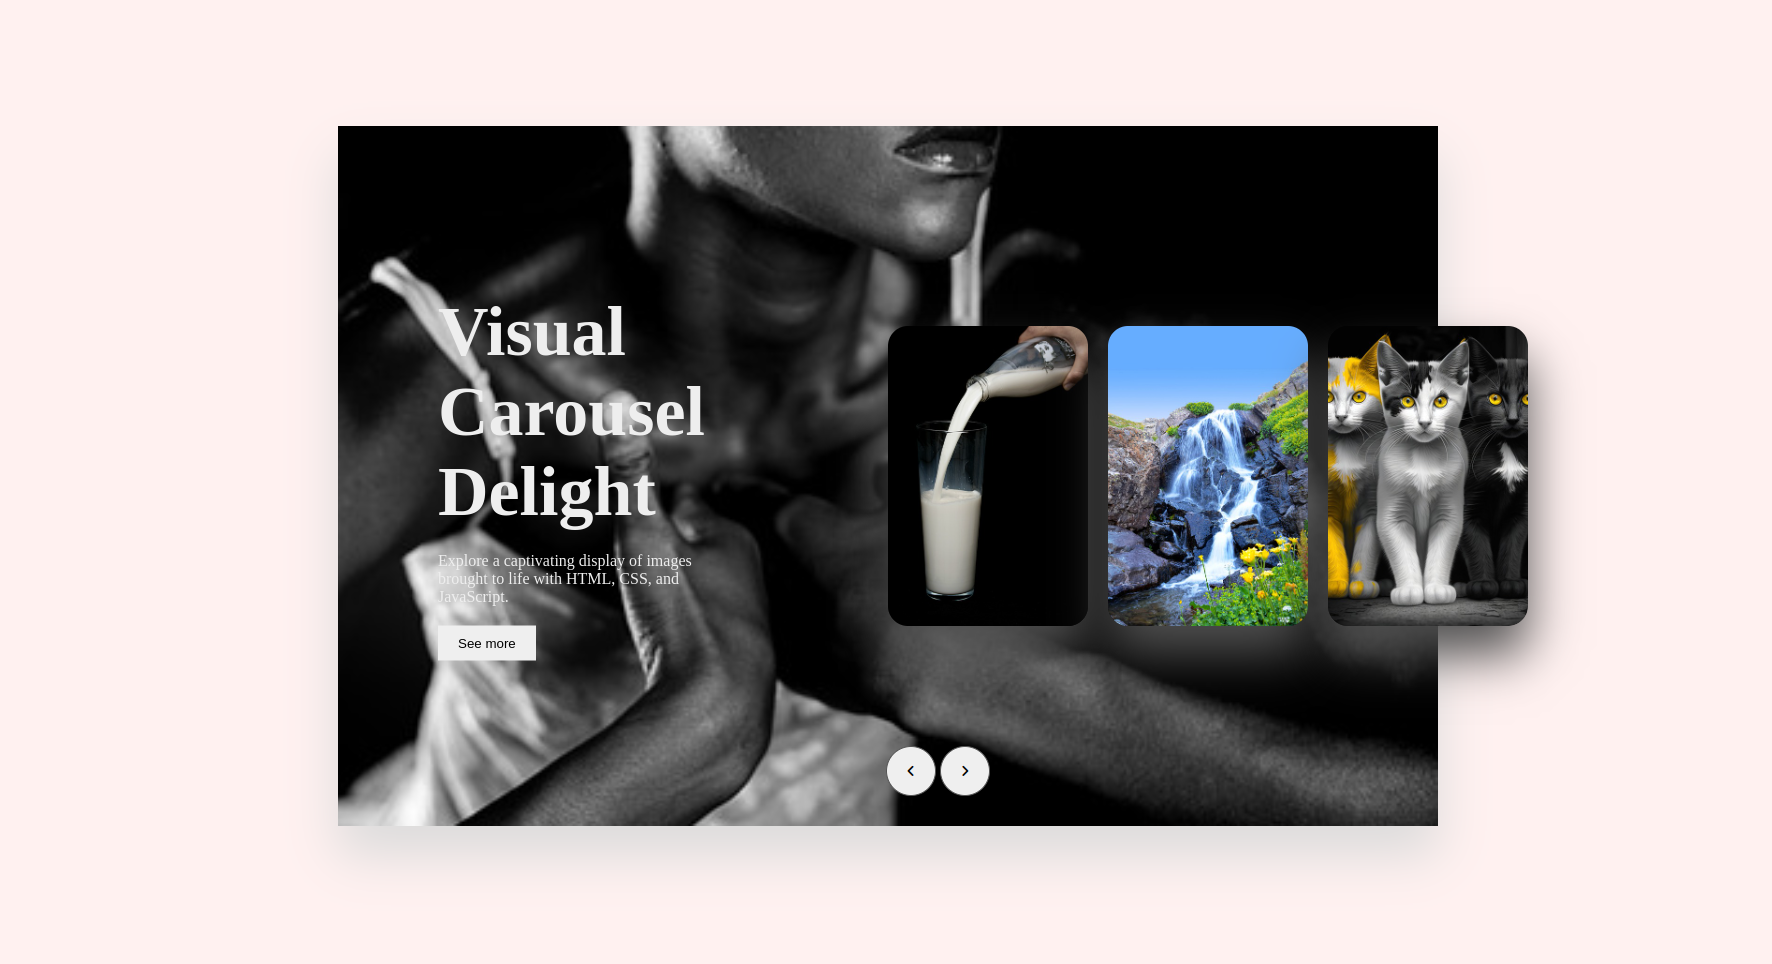 Visual
Carousel
Delight
Explore a captivating display of images
brought to life with HTML, CSS, and
JavaScript.
See more